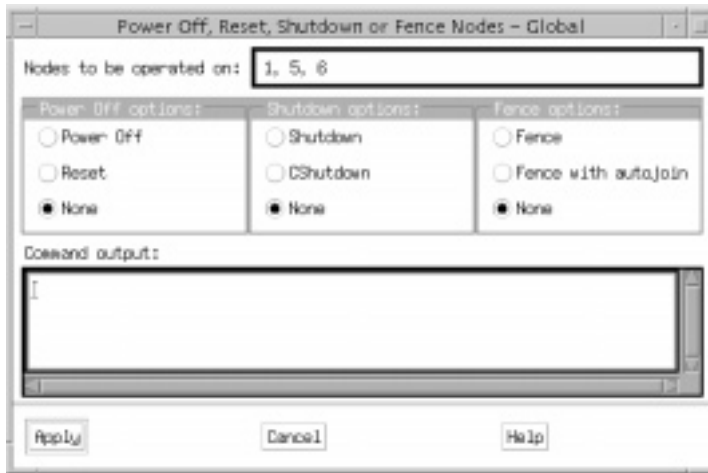 Power Off, Reset, Shutdown or Fence Nodes - Global
Nodes to be operated on: 1, 5, 6
Power Off options: Shutdown options: Fence options:
Power Off Shutdown Fence
Reset CShutdown Fence with autojoin
None None None
Command output:
Apply Cancel Help